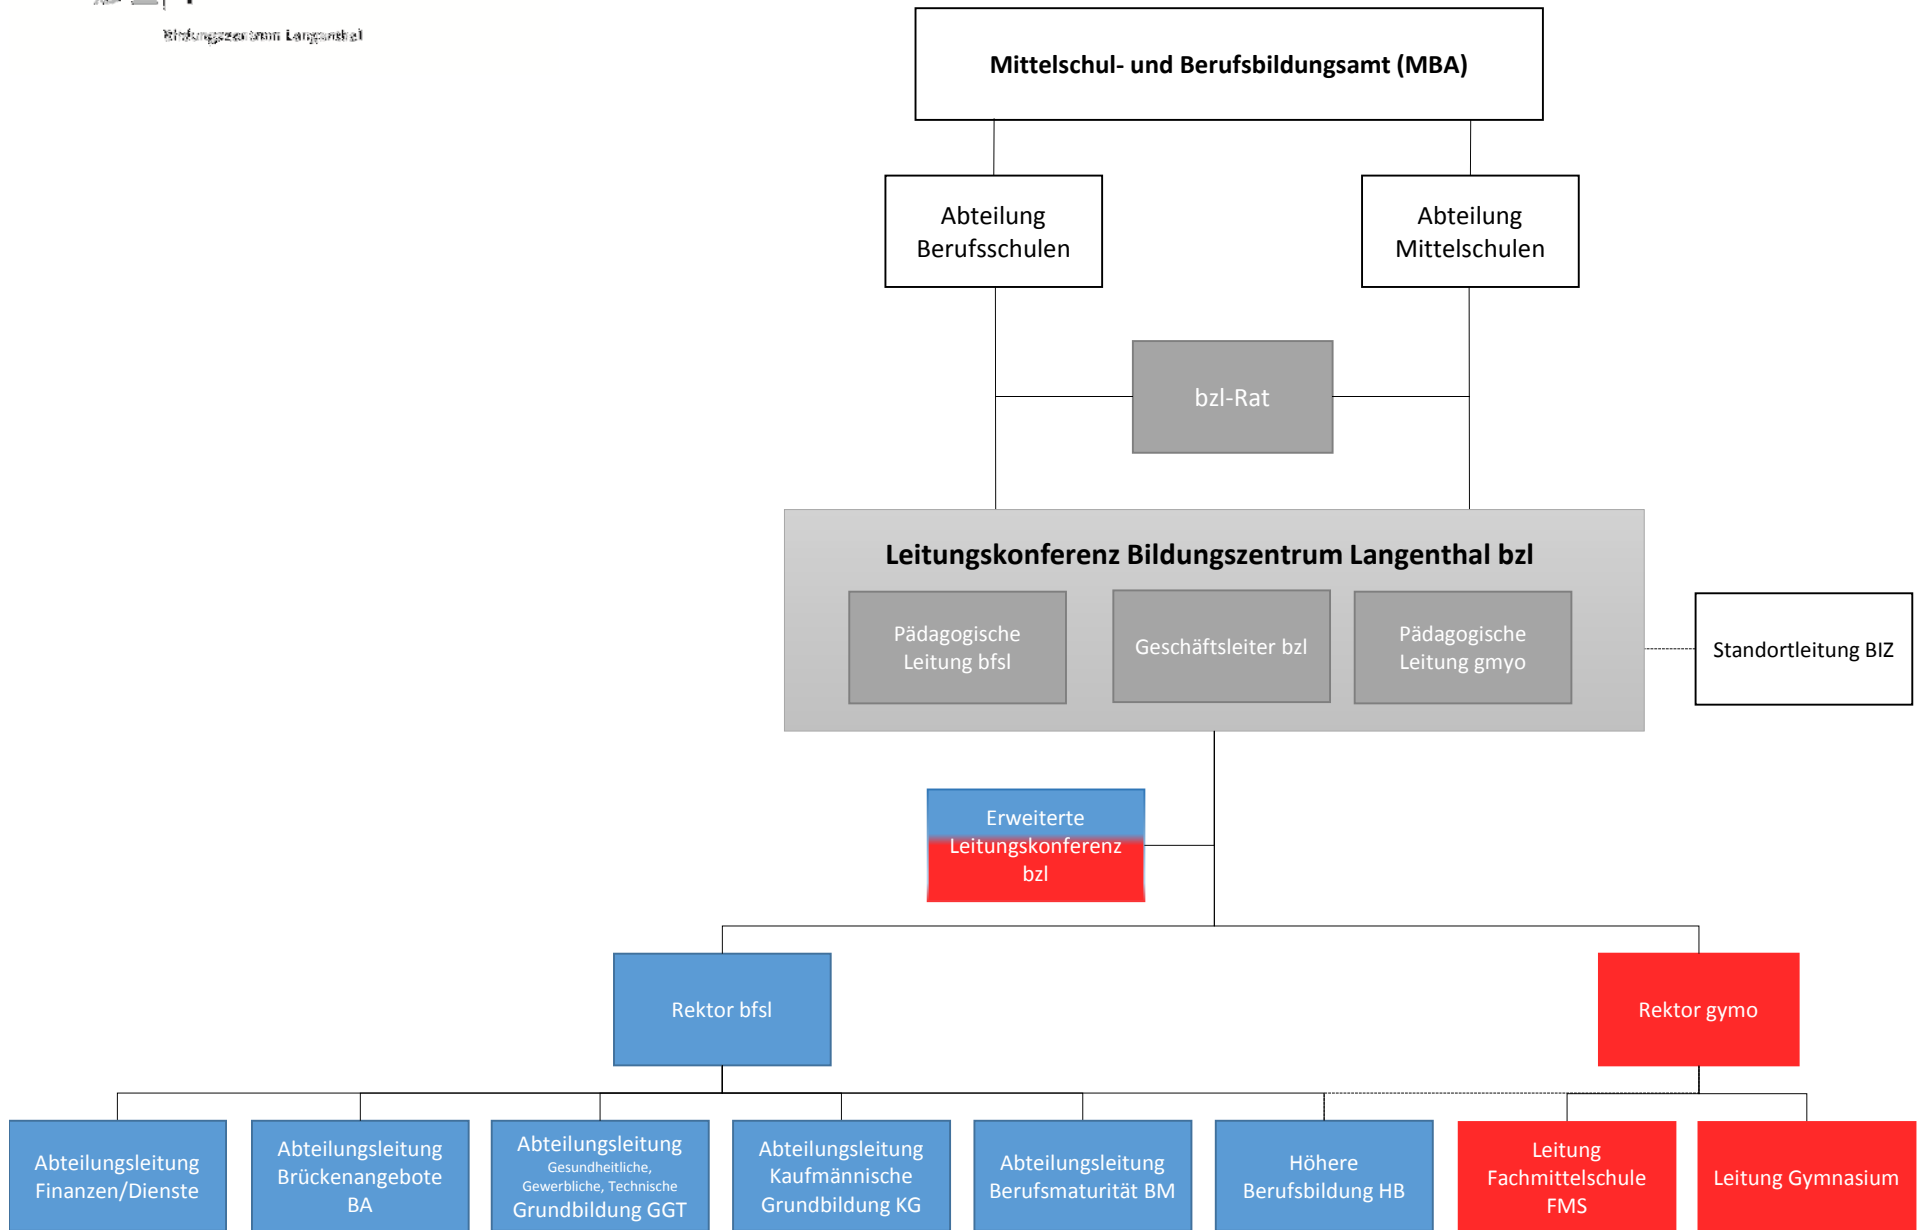 Bildungszentrum Langenthal
Mittelschul- und Berufsbildungsamt (MBA)
Abteilung
Berufsschulen
Abteilung
Mittelschulen
bzl-Rat
Leitungskonferenz Bildungszentrum Langenthal bzl
Pädagogische
Leitung bfsl
Geschäftsleiter bzl
Pädagogische
Leitung gmyo
Standortleitung BIZ
Erweiterte
Leitungskonferenz
bzl
Rektor bfsl
Rektor gymo
Abteilungsleitung
Finanzen/Dienste
Abteilungsleitung
Brückenangebote
BA
Abteilungsleitung
Gesundheitliche,
Gewerbliche, Technische
Grundbildung GGT
Abteilungsleitung
Kaufmännische
Grundbildung KG
Abteilungsleitung
Berufsmaturität BM
Höhere
Berufsbildung HB
Leitung
Fachmittelschule
FMS
Leitung Gymnasium